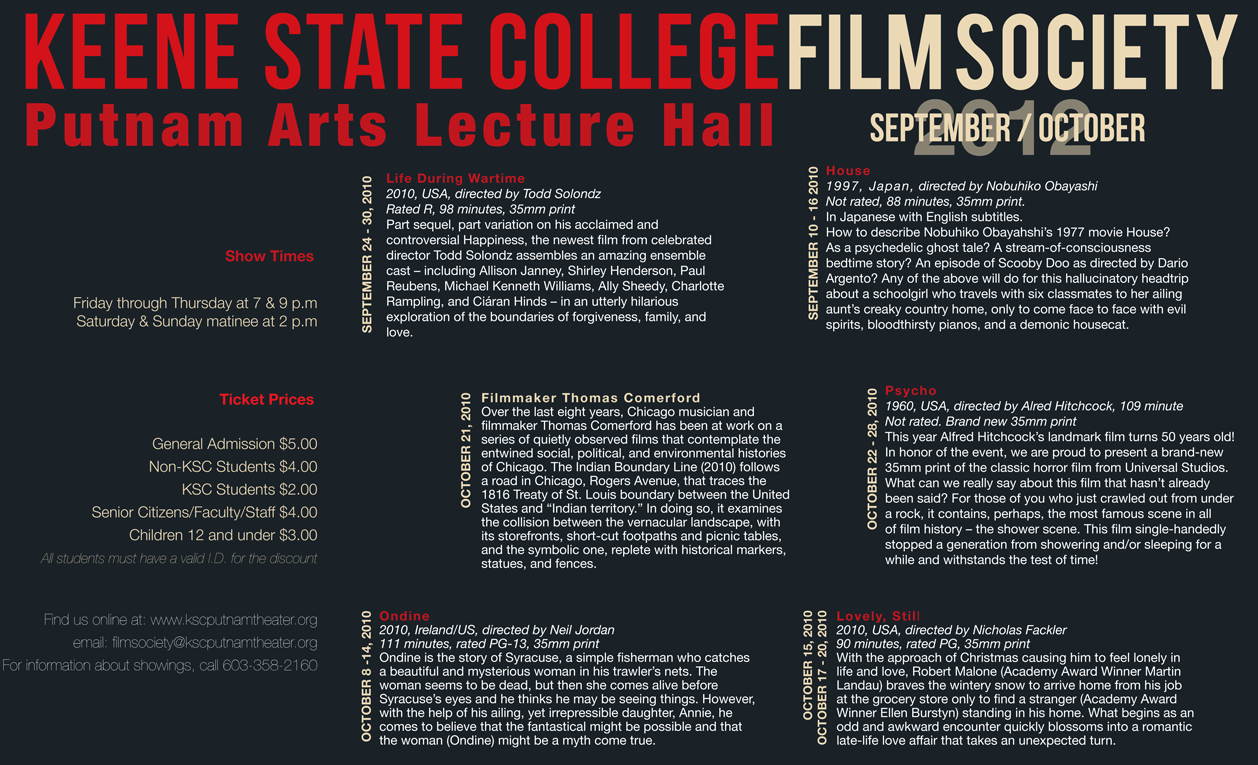 KEENE STATE COLLEGE FILM SOCIETY
Putnam Arts Lecture Hall
2012
SEPTEMBER / OCTOBER
Show Times
Friday through Thursday at 7 & 9 p.m
Saturday & Sunday matinee at 2 p.m
Ticket Prices
General Admission $5.00
Non-KSC Students $4.00
KSC Students $2.00
Senior Citizens/Faculty/Staff $4.00
Children 12 and under $3.00
All students must have a valid I.D. for the discount
Find us online at: www.kscputnamtheater.org
email: filmsociety@kscputnamtheater.org
For information about showings, call 603-358-2160
SEPTEMBER 24 - 30, 2010
Life During Wartime
2010, USA, directed by Todd Solondz
Rated R, 98 minutes, 35mm print
Part sequel, part variation on his acclaimed and
controversial Happiness, the newest film from celebrated
director Todd Solondz assembles an amazing ensemble
cast – including Allison Janney, Shirley Henderson, Paul
Reubens, Michael Kenneth Williams, Ally Sheedy, Charlotte
Rampling, and Ciáran Hinds – in an utterly hilarious
exploration of the boundaries of forgiveness, family, and
love.
SEPTEMBER 10 - 16 2010
House
1997, Japan, directed by Nobuhiko Obayashi
Not rated, 88 minutes, 35mm print.
In Japanese with English subtitles.
How to describe Nobuhiko Obayahshi's 1977 movie House?
As a psychedelic ghost tale? A stream-of-consciousness
bedtime story? An episode of Scooby Doo as directed by Dario
Argento? Any of the above will do for this hallucinatory headtrip
about a schoolgirl who travels with six classmates to her ailing
aunt's creaky country home, only to come face to face with evil
spirits, bloodthirsty pianos, and a demonic housecat.
OCTOBER 21, 2010
Filmmaker Thomas Comerford
Over the last eight years, Chicago musician and
filmmaker Thomas Comerford has been at work on a
series of quietly observed films that contemplate the
entwined social, political, and environmental histories
of Chicago. The Indian Boundary Line (2010) follows
a road in Chicago, Rogers Avenue, that traces the
1816 Treaty of St. Louis boundary between the United
States and “Indian territory.” In doing so, it examines
the collision between the vernacular landscape, with
its storefronts, short-cut footpaths and picnic tables,
and the symbolic one, replete with historical markers,
statues, and fences.
OCTOBER 22 - 28, 2010
Psycho
1960, USA, directed by Alred Hitchcock, 109 minute
Not rated. Brand new 35mm print
This year Alfred Hitchcock's landmark film turns 50 years old!
In honor of the event, we are proud to present a brand-new
35mm print of the classic horror film from Universal Studios.
What can we really say about this film that hasn't already
been said? For those of you who just crawled out from under
a rock, it contains, perhaps, the most famous scene in all
of film history – the shower scene. This film single-handedly
stopped a generation from showering and/or sleeping for a
while and withstands the test of time!
OCTOBER 8 -14, 2010
Ondine
2010, Ireland/US, directed by Neil Jordan
111 minutes, rated PG-13, 35mm print
Ondine is the story of Syracuse, a simple fisherman who catches
a beautiful and mysterious woman in his trawler's nets. The
woman seems to be dead, but then she comes alive before
Syracuse's eyes and he thinks he may be seeing things. However,
with the help of his ailing, yet irrepressible daughter, Annie, he
comes to believe that the fantastical might be possible and that
the woman (Ondine) might be a myth come true.
OCTOBER 15, 2010
OCTOBER 17 - 20, 2010
Lovely, Still
2010, USA, directed by Nicholas Fackler
90 minutes, rated PG, 35mm print
With the approach of Christmas causing him to feel lonely in
life and love, Robert Malone (Academy Award Winner Martin
Landau) braves the wintery snow to arrive home from his job
at the grocery store only to find a stranger (Academy Award
Winner Ellen Burstyn) standing in his home. What begins as an
odd and awkward encounter quickly blossoms into a romantic
late-life love affair that takes an unexpected turn.